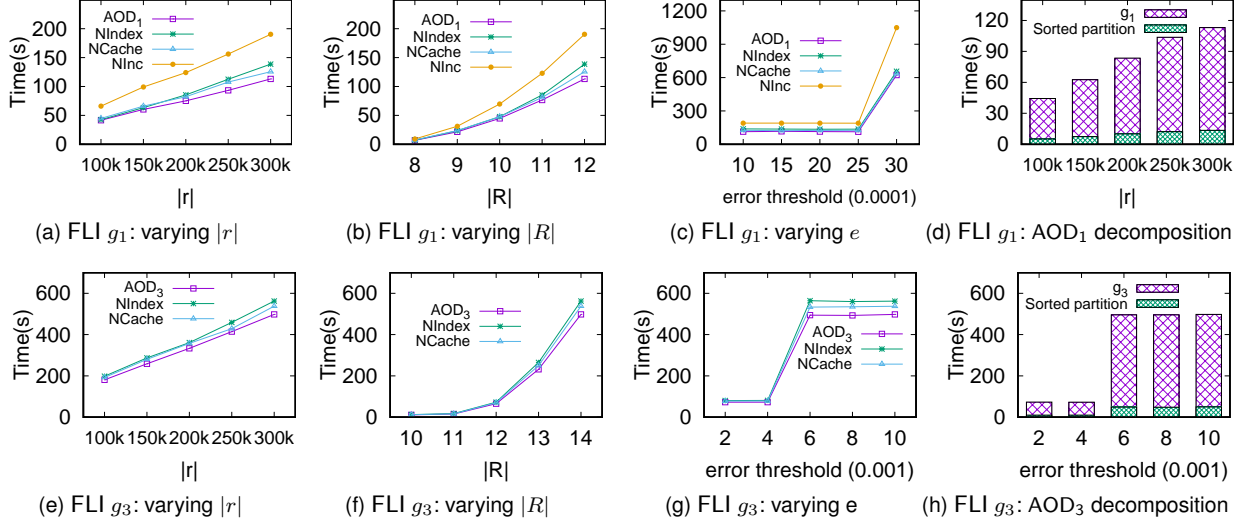 AOD1
NIndex
NCache
NInc
Time(s)
200
150
100
50
0
100k 150k 200k 250k 300k
|r|
(a) FLI g1: varying |r|
AOD1
NIndex
NCache
NInc
Time(s)
200
150
100
50
0
8 9 10 11 12
|R|
(b) FLI g1: varying |R|
AOD1
NIndex
NCache
NInc
Time(s)
1200
900
600
300
0
10 15 20 25 30
error threshold (0.0001)
(c) FLI g1: varying e
g1
Sorted partition
Time(s)
120
90
60
30
0
100k 150k 200k 250k 300k
|r|
(d) FLI g1: AOD1 decomposition
AOD3
NIndex
NCache
Time(s)
600
400
200
0
100k 150k 200k 250k 300k
|r|
(e) FLI g3: varying |r|
AOD3
NIndex
NCache
Time(s)
600
400
200
0
10 11 12 13 14
|R|
(f) FLI g3: varying |R|
AOD3
NIndex
NCache
Time(s)
600
400
200
0
2 4 6 8 10
error threshold (0.001)
(g) FLI g3: varying e
g3
Sorted partition
Time(s)
600
400
200
0
2 4 6 8 10
error threshold (0.001)
(h) FLI g3: AOD3 decomposition